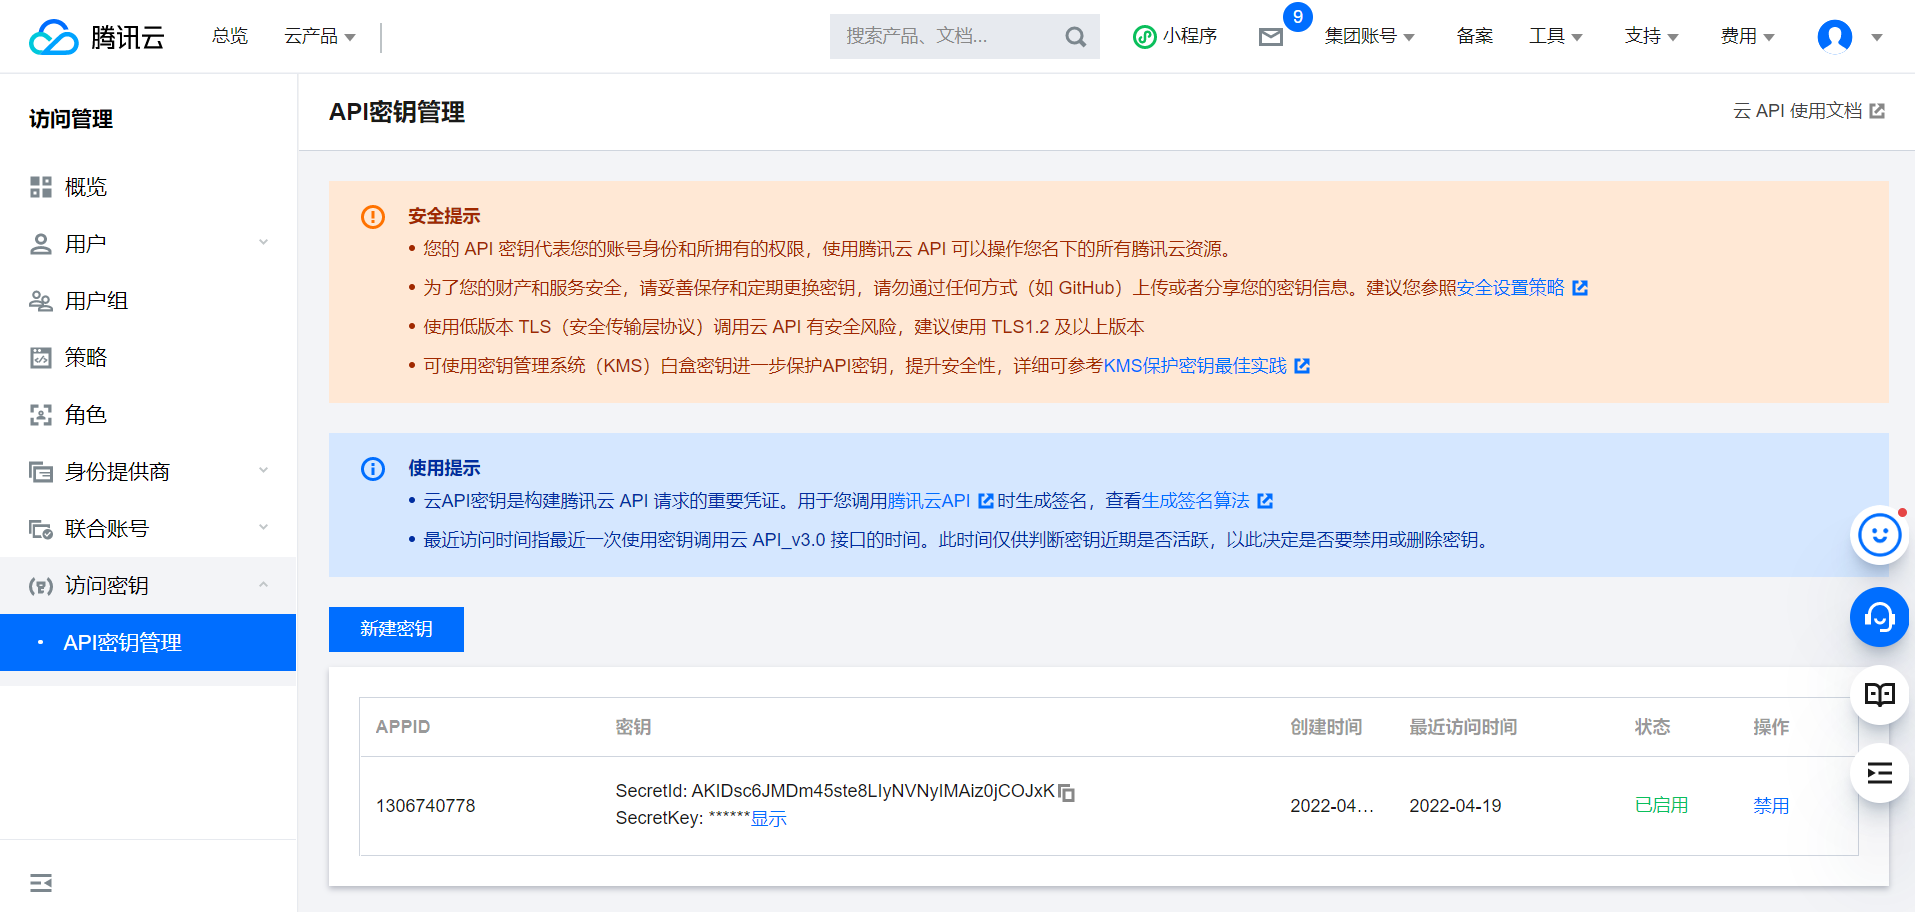 腾讯云
总览
云产品
搜索产品、文档...
小程序
9
集团账号
备案
工具
支持
费用
访问管理
概览
用户
用户组
策略
角色
身份提供商
联合账号
访问密钥
API密钥管理
API密钥管理
云 API 使用文档
安全提示
• 您的 API 密钥代表您的账号身份和所拥有的权限，使用腾讯云 API 可以操作您名下的所有腾讯云资源。
• 为了您的财产和服务安全，请妥善保存和定期更换密钥，请勿通过任何方式（如 GitHub）上传或者分享您的密钥信息。建议您参照安全设置策略
• 使用低版本 TLS（安全传输层协议）调用云 API 有安全风险，建议使用 TLS1.2 及以上版本
• 可使用密钥管理系统（KMS）白盒密钥进一步保护API密钥，提升安全性，详细可参考KMS保护密钥最佳实践
使用提示
• 云API密钥是构建腾讯云 API 请求的重要凭证。用于您调用腾讯云API 时生成签名，查看生成签名算法
• 最近访问时间指最近一次使用密钥调用云 API_v3.0 接口的时间。此时间仅供判断密钥近期是否活跃，以此决定是否要禁用或删除密钥。
新建密钥
APPID 密钥 创建时间 最近访问时间 状态 操作
SecretId: AKIDsc6JMDm45ste8LIyNVNyIMAiz0jCOJxK
1306740778 2022-04... 2022-04-19 已启用 禁用
SecretKey: ******显示